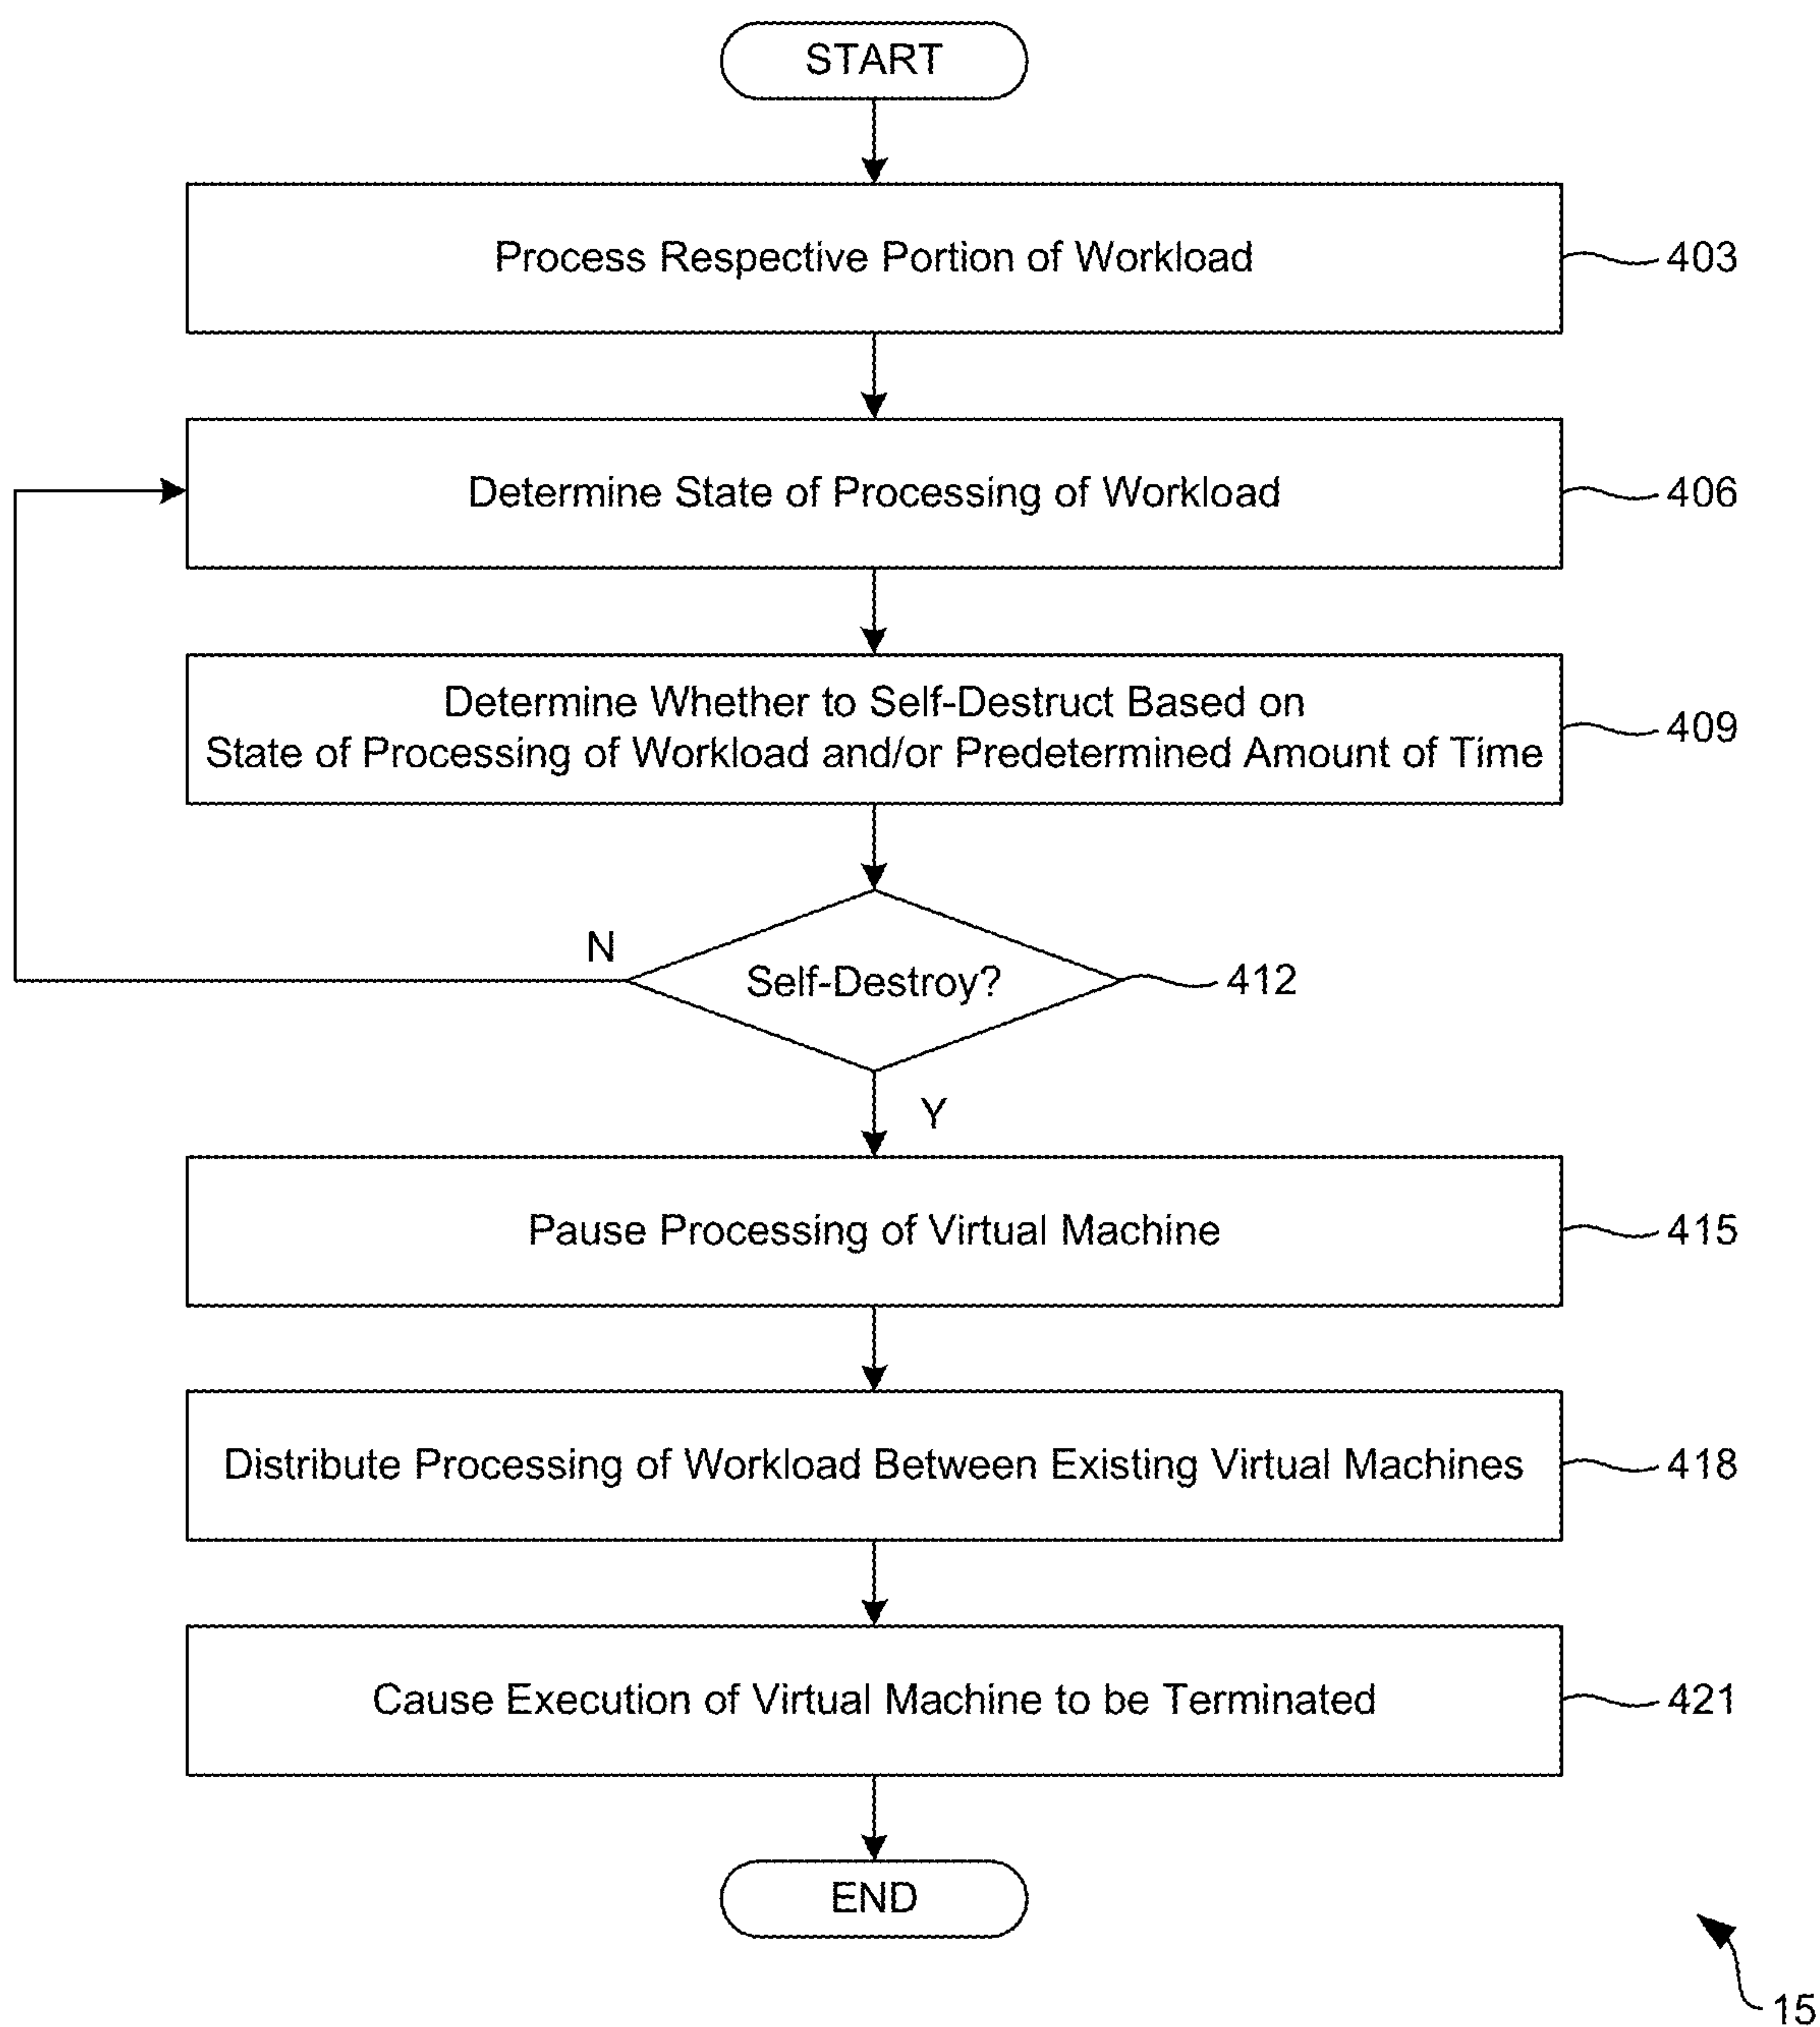 START
Process Respective Portion of Workload
403
Determine State of Processing of Workload
406
Determine Whether to Self-Destruct Based on
State of Processing of Workload and/or Predetermined Amount of Time
409
N
Self-Destroy?
412
Y
Pause Processing of Virtual Machine
415
Distribute Processing of Workload Between Existing Virtual Machines
418
Cause Execution of Virtual Machine to be Terminated
421
END
15